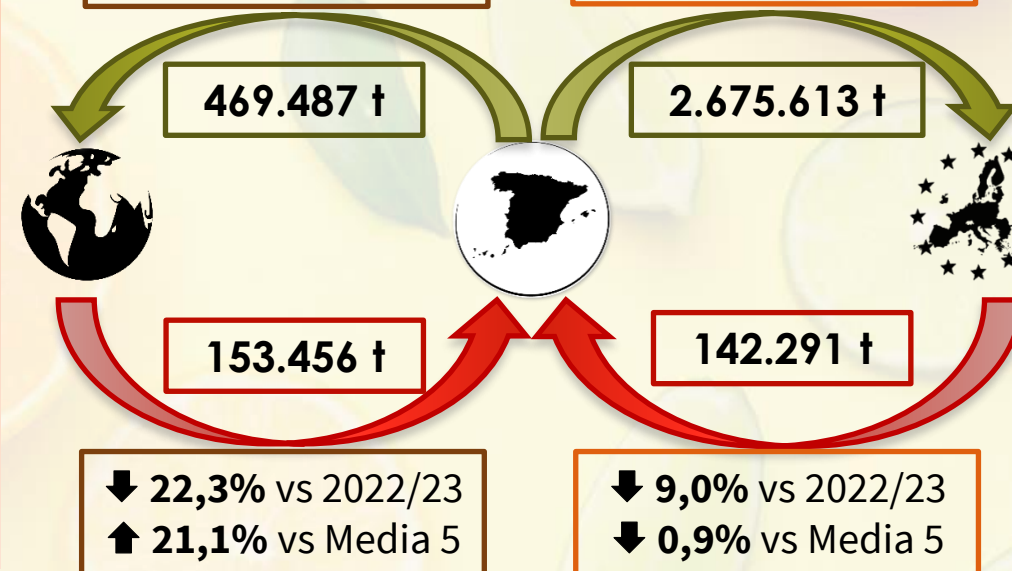 469.487 t
2.675.613 t
153.456 t
142.291 t
22,3% vs 2022/23
21,1% vs Media 5
9,0% vs 2022/23
0,9% vs Media 5